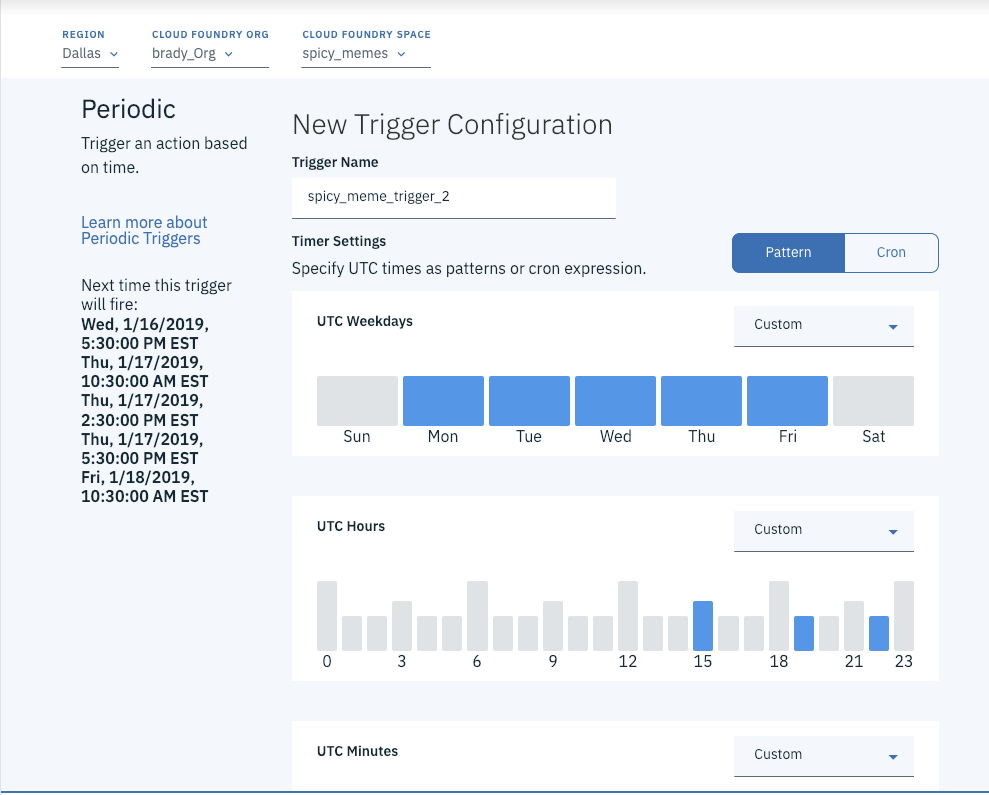 REGION CLOUD FOUNDRY ORG CLOUD FOUNDRY SPACE
Dallas brady_Org spicy_memes
Periodic
Trigger an action based
on time.
Learn more about
Periodic Triggers
Next time this trigger
will fire:
Wed, 1/16/2019,
5:30:00 PM EST
Thu, 1/17/2019,
10:30:00 AM EST
Thu, 1/17/2019,
2:30:00 PM EST
Thu, 1/17/2019,
5:30:00 PM EST
Fri, 1/18/2019,
10:30:00 AM EST
New Trigger Configuration
Trigger Name
spicy_meme_trigger_2
Timer Settings
Specify UTC times as patterns or cron expression.
Pattern Cron
UTC Weekdays Custom
Sun Mon Tue Wed Thu Fri Sat
UTC Hours Custom
0 3 6 9 12 15 18 21 23
UTC Minutes Custom